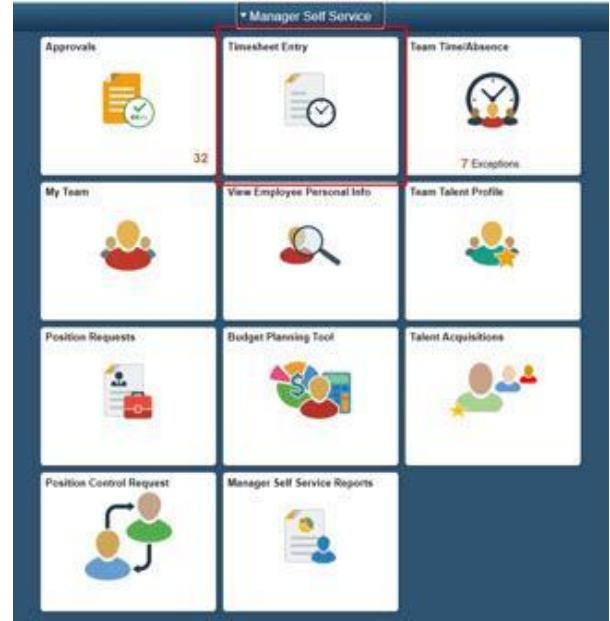 Manager Self Service
Approvals
Timesheet Entry
Team Time/Absence
32
7 Exceptions
My Team
View Employee Personal Info
Team Talent Profile
Position Requests
Budget Planning Tool
Talent Acquisitions
Position Control Request
Manager Self Service Reports